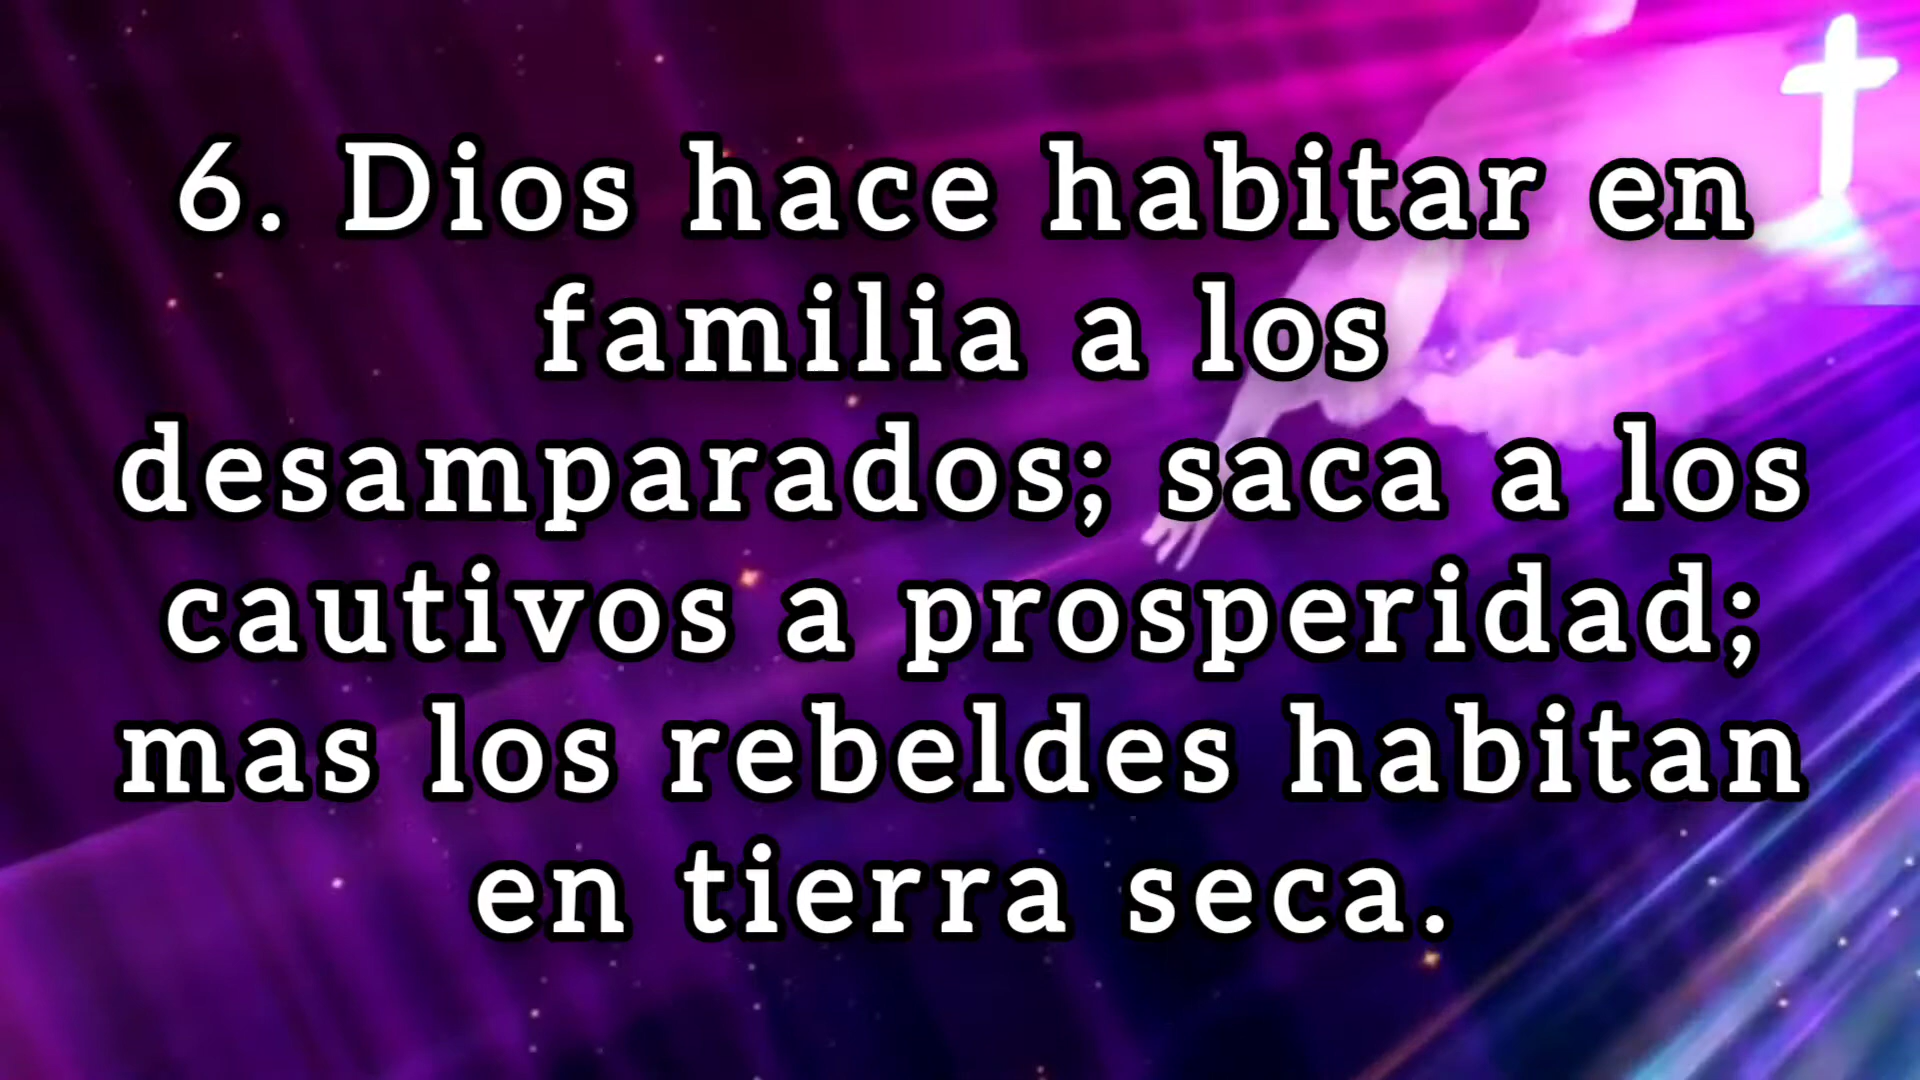 6. Dios hace habitar en
familia a los
desamparados; saca a los
cautivos a prosperidad;
mas los rebeldes habitan
en tierra seca.